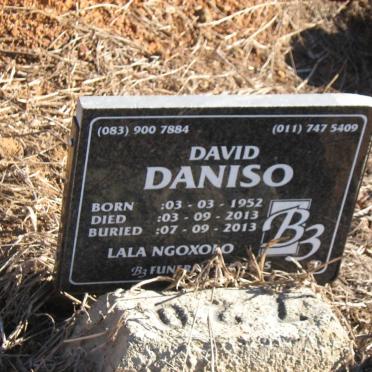 (083) 900 7884 (011) 747 5409
DAVID
DANISO
BORN :03 - 03 - 1952
DIED :03 - 09 - 2013
BURIED :07 - 09 - 2013
B3
LALA NGOXOLO
B3